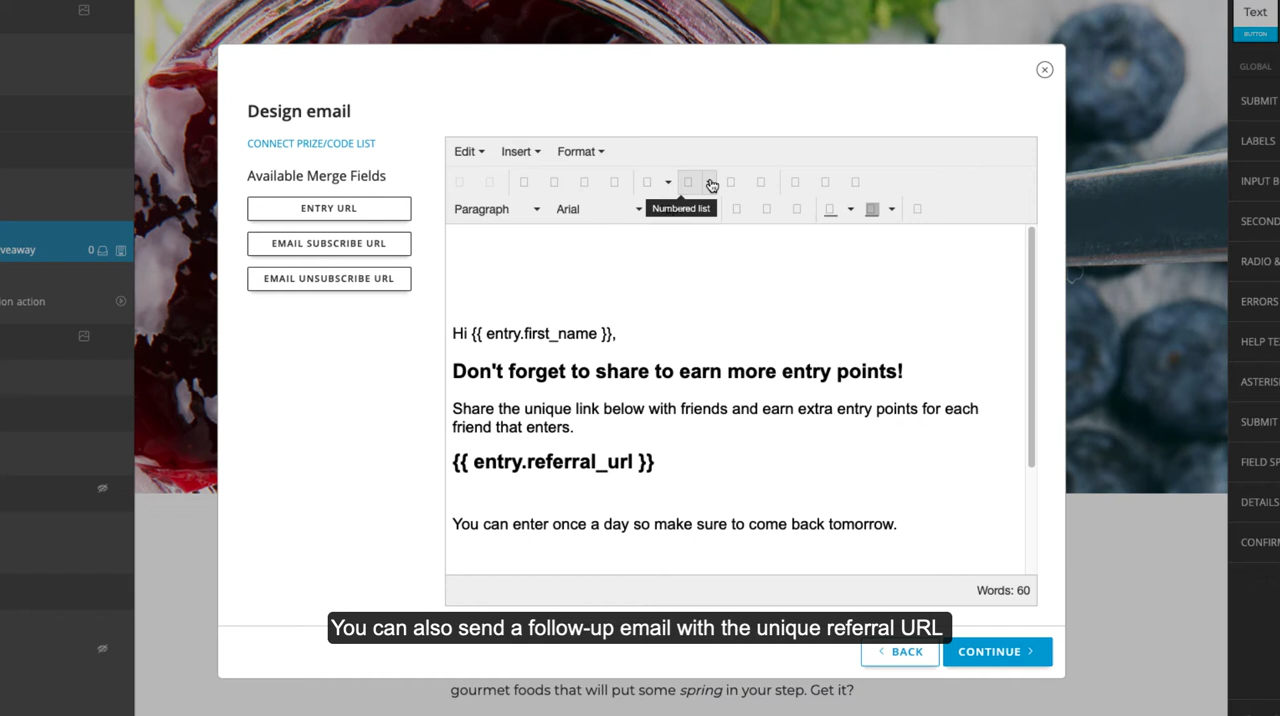 Text
BUTTON
GLOBAL
SUBMIT
LABELS
INPUT B
SECOND
RADIO &
ERRORS
HELP TE
ASTERIS
SUBMIT
FIELD SP
DETAILS
CONFIR
veaway 0
ion action
Design email
CONNECT PRIZE/CODE LIST
Available Merge Fields
ENTRY URL
EMAIL SUBSCRIBE URL
EMAIL UNSUBSCRIBE URL
Edit Insert Format
Paragraph Arial
Numbered list
Hi {{ entry.first_name }},
Don't forget to share to earn more entry points!
Share the unique link below with friends and earn extra entry points for each
friend that enters.
{{ entry.referral_url }}
You can enter once a day so make sure to come back tomorrow.
Words: 60
You can also send a follow-up email with the unique referral URL
BACK CONTINUE
gourmet foods that will put some spring in your step. Get it?